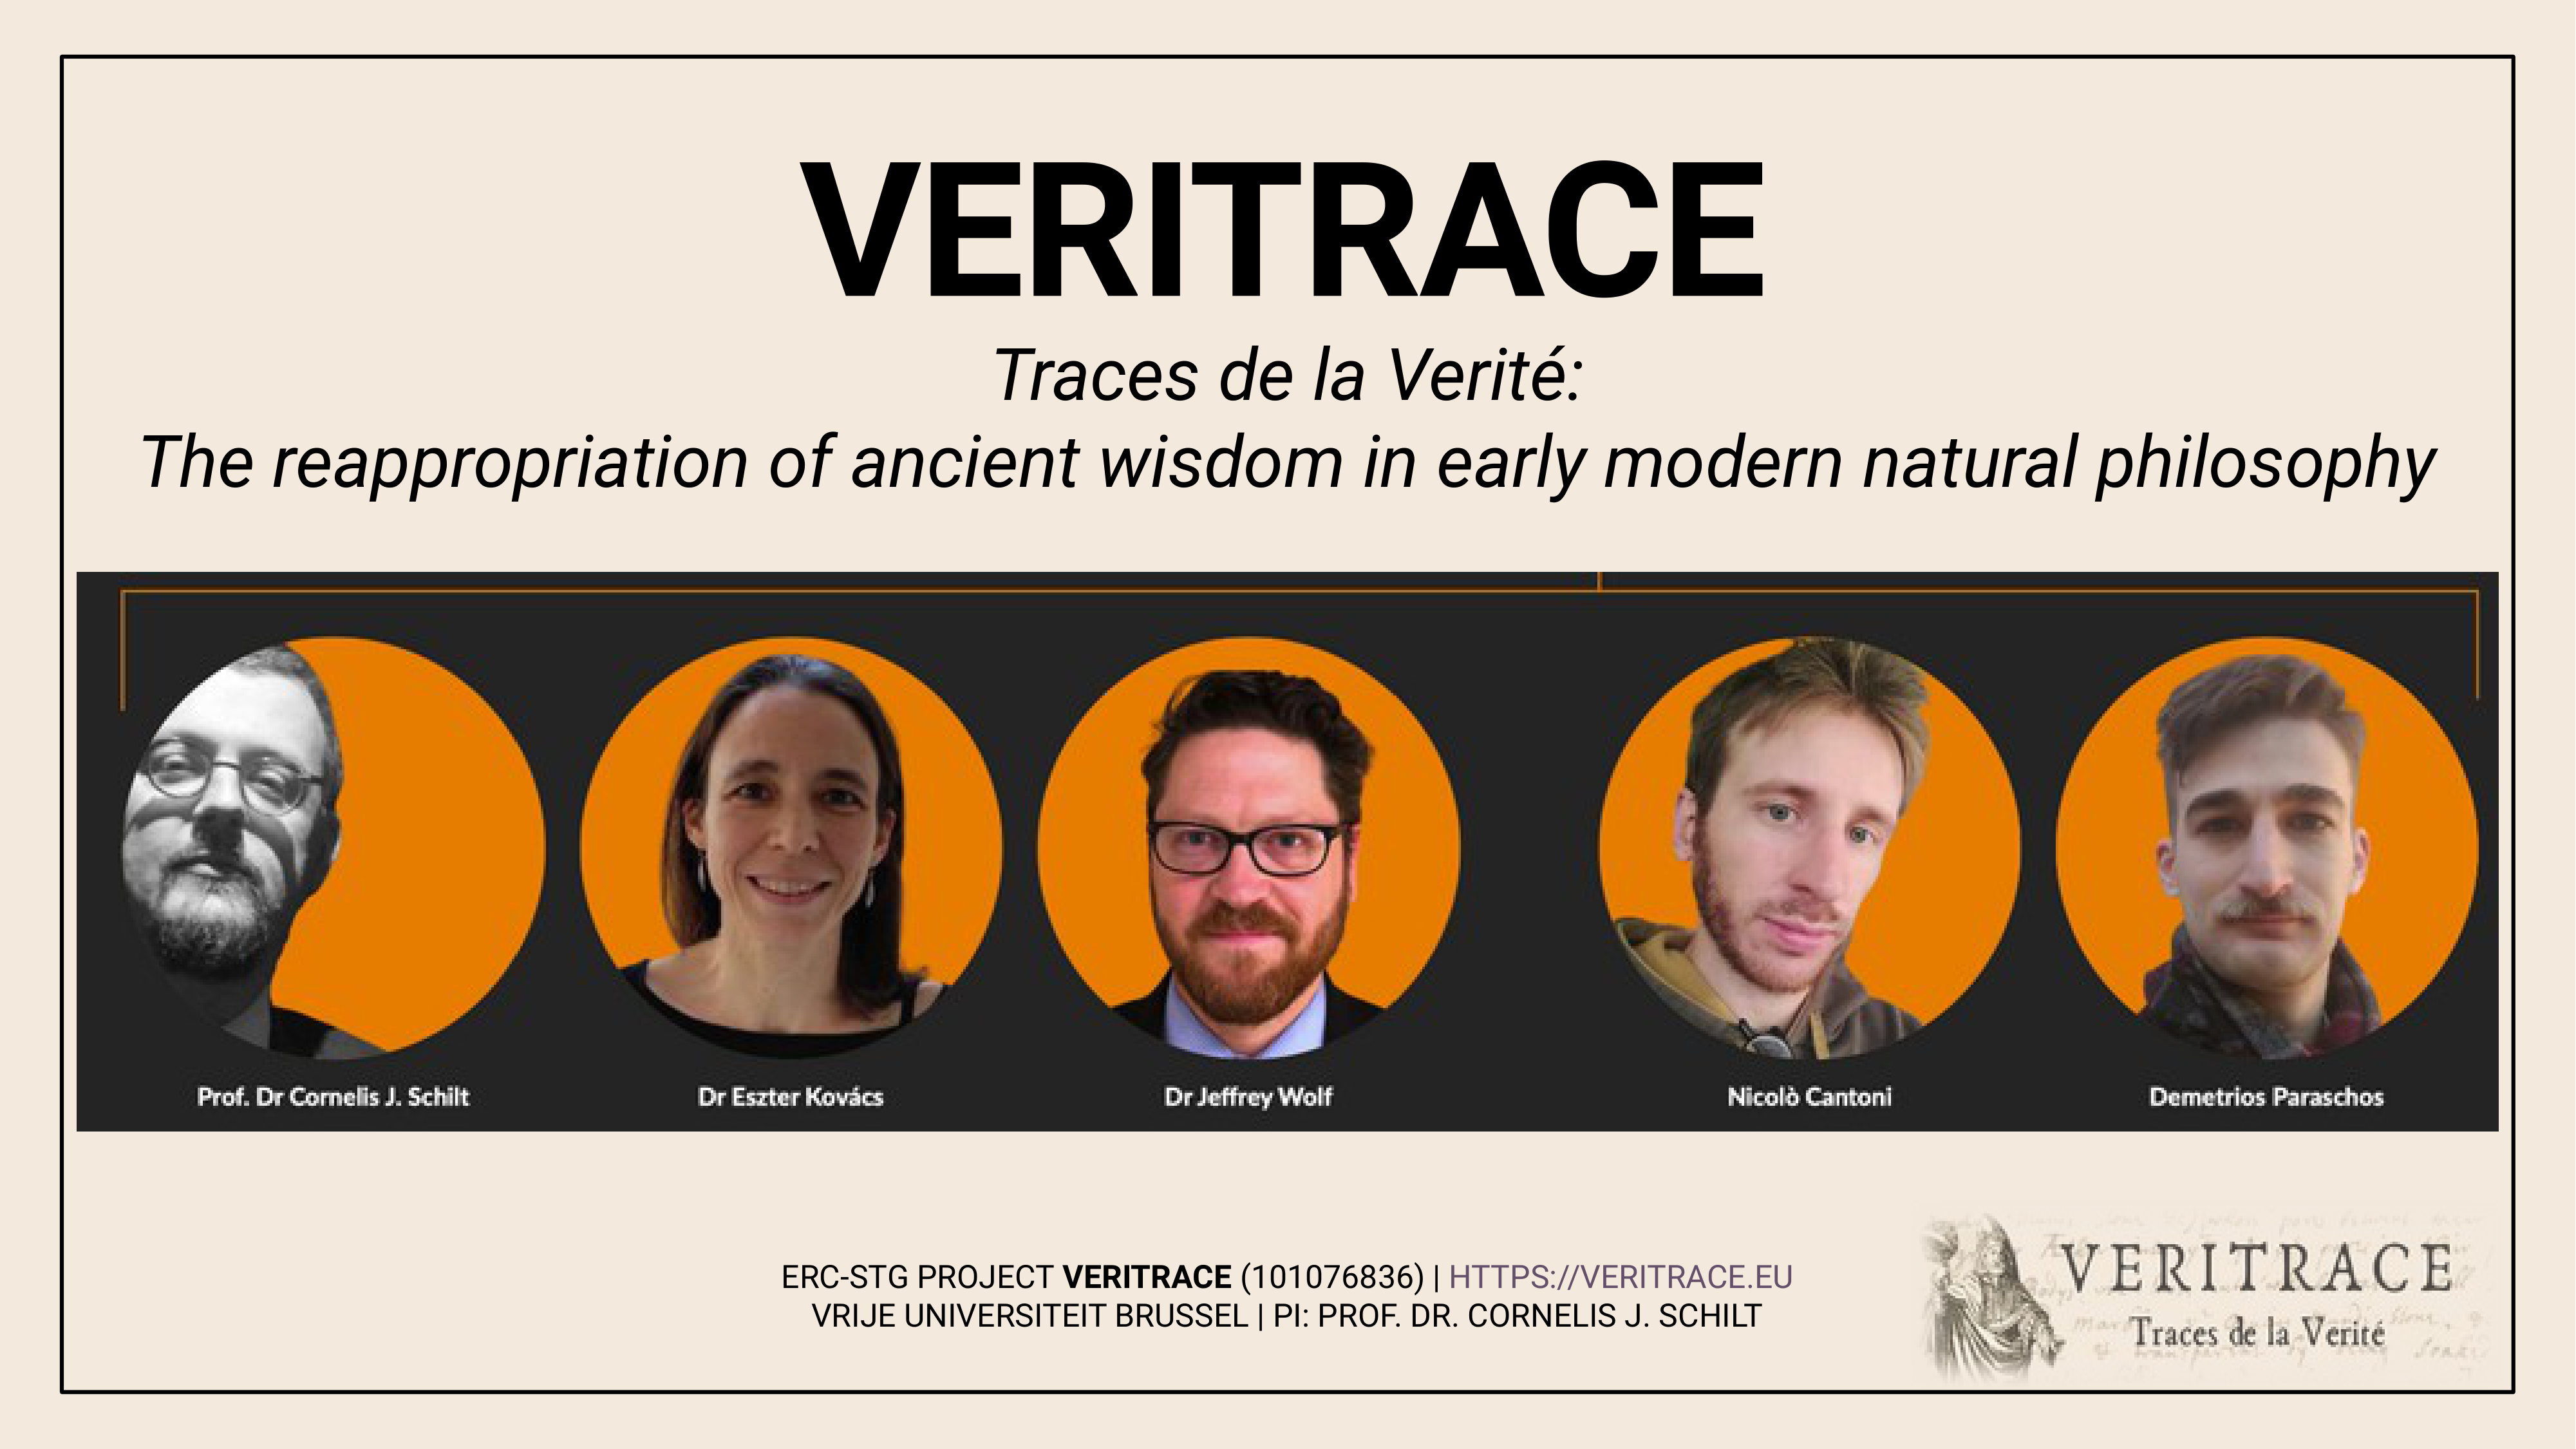 VERITRACE
Traces de la Verité:
The reappropriation of ancient wisdom in early modern natural philosophy
Prof. Dr Cornelis J. Schilt
Dr Eszter Kovács
Dr Jeffrey Wolf
Nicolò Cantoni
Demetrios Paraschos
ERC-STG PROJECT VERITRACE (101076836) | HTTPS://VERITRACE.EU
VRIJE UNIVERSITEIT BRUSSEL | PI: PROF. DR. CORNELIS J. SCHILT
VERITRACE
Traces de la Verité